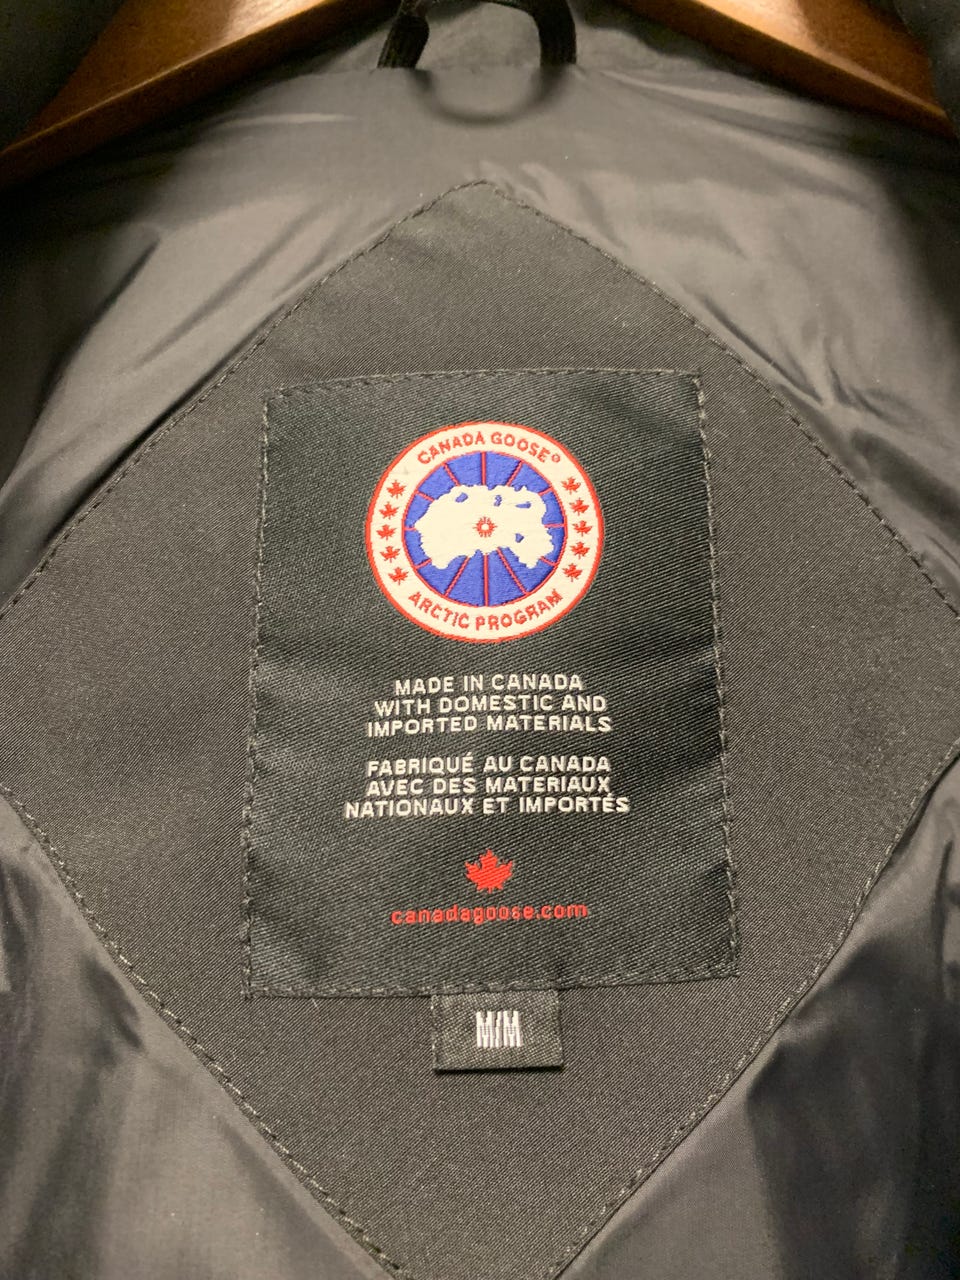 CANADA GOOSE®
ARCTIC PROGRAM
MADE IN CANADA
WITH DOMESTIC AND
IMPORTED MATERIALS
FABRIQUÉ AU CANADA
AVEC DES MATERIAUX
NATIONAUX ET IMPORTÉS
canadagoose.com
M/M